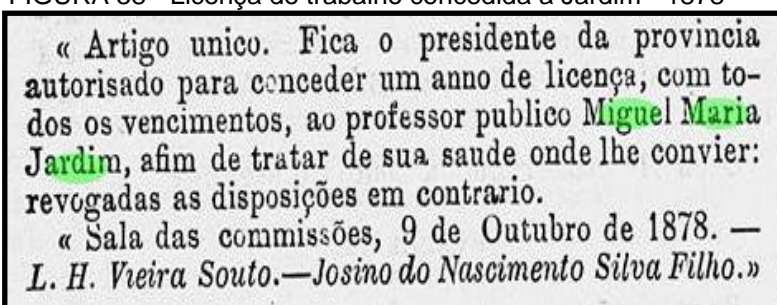 FIGURA 38 - Licença de trabalho concedida a Jardim - 1878
« Artigo unico. Fica o presidente da provincia
autorisado para conceder um anno de licença, com to-
dos os vencimentos, ao professor publico Miguel Maria
Jardim, afim de tratar de sua saude onde lhe convier:
revogadas as disposições em contrario.
« Sala das commissões, 9 de Outubro de 1878. —
L. H. Vieira Souto.—Josino do Nascimento Silva Filho.»